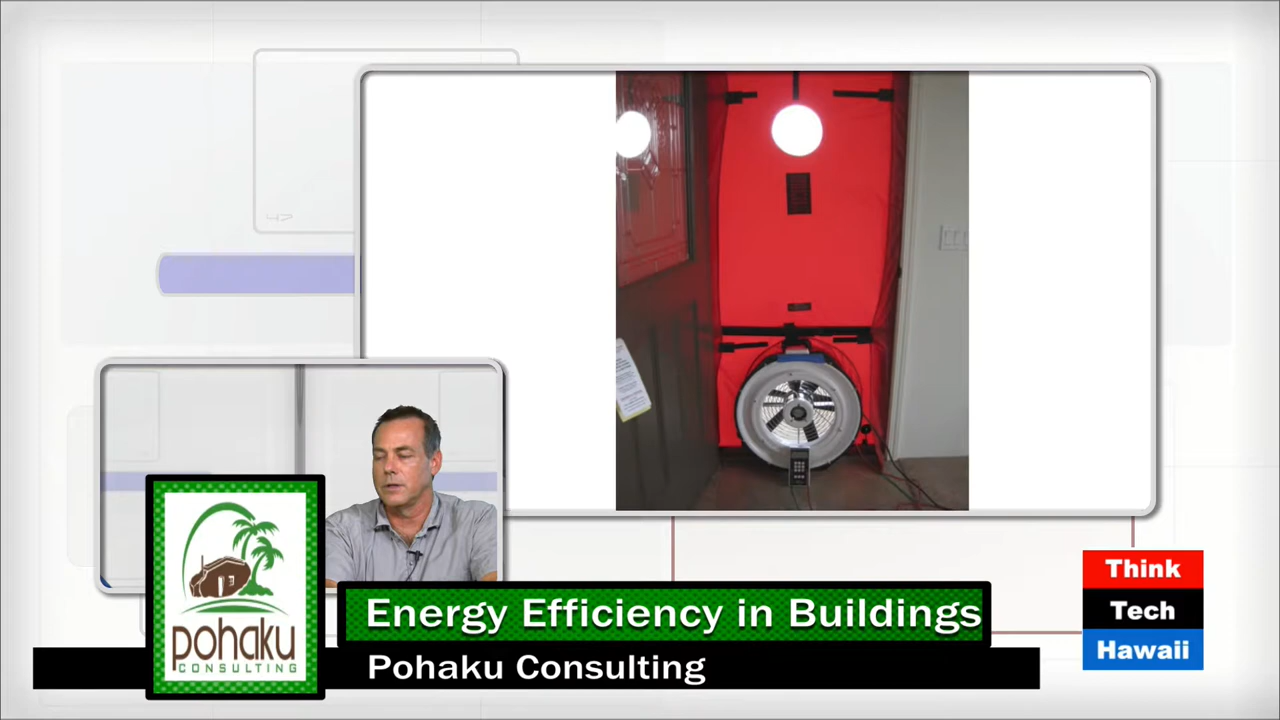 Energy Efficiency in Buildings
Pohaku Consulting
pohaku
CONSULTING
Think
Tech
Hawaii